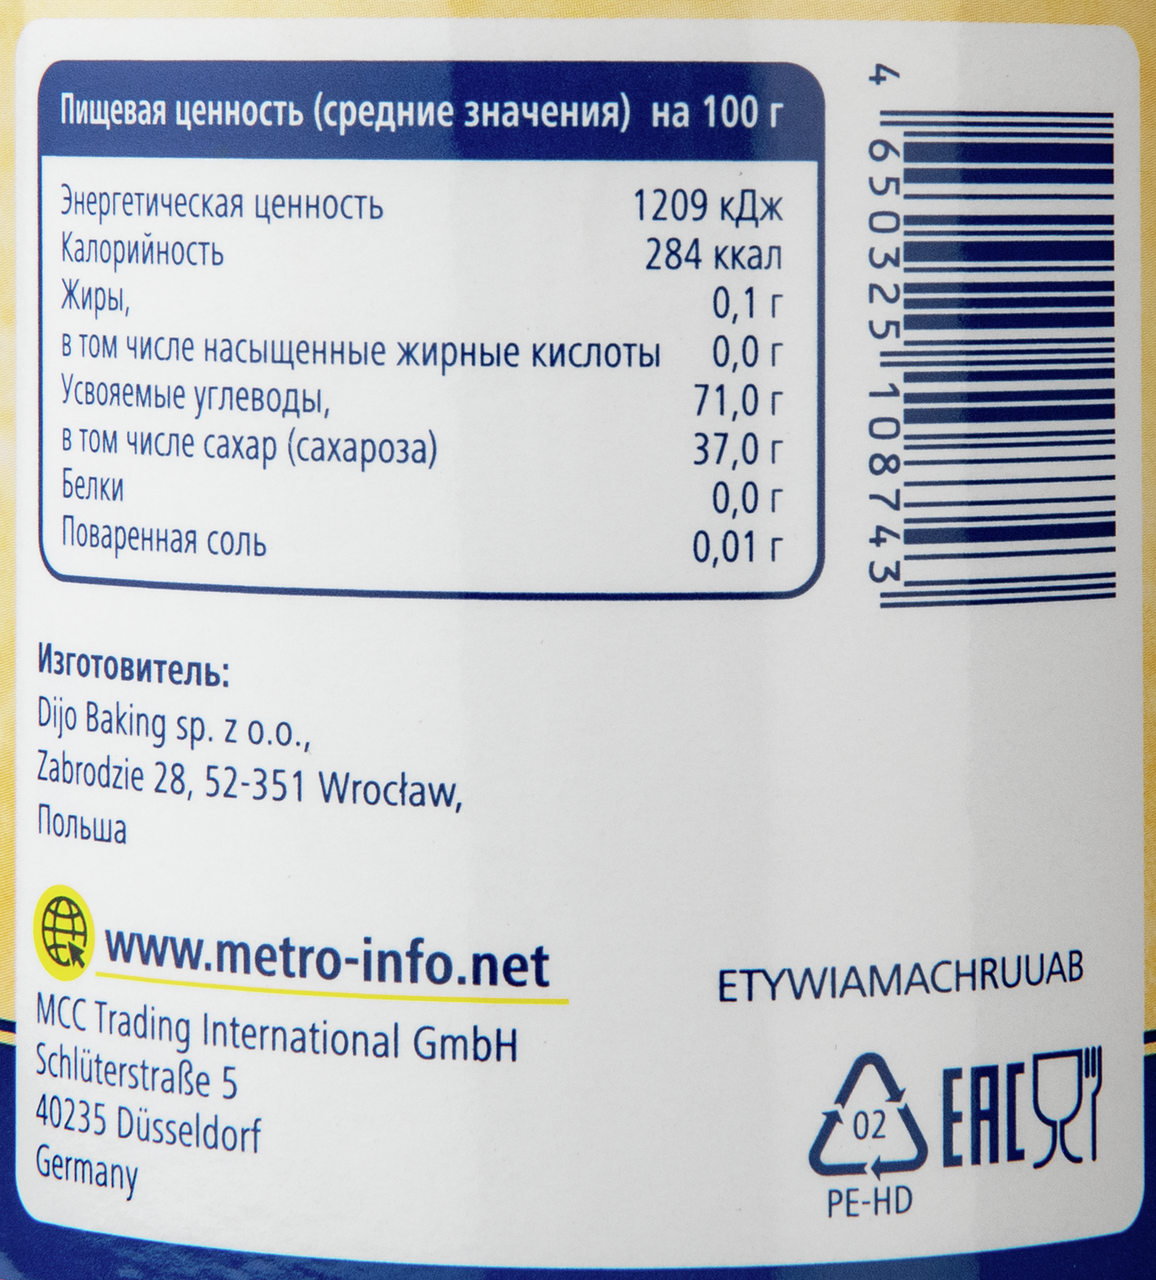 Пищевая ценность (средние значения) на 100 г
Энергетическая ценность 1209 кДж
Калорийность 284 ккал
Жиры, 0,1 г
в том числе насыщенные жирные кислоты 0,0 г
Усвояемые углеводы, 71,0 г
в том числе сахар (сахароза) 37,0 г
Белки 0,0 г
Поваренная соль 0,01 г
4 650325 108743
Изготовитель:
Dijo Baking sp. z o.o.,
Zabrodzie 28, 52-351 Wrocław,
Польша
www.metro-info.net
MCC Trading International GmbH
Schlüterstraße 5
40235 Düsseldorf
Germany
ETYWIAMACHRUUAB
02
PE-HD
EAC